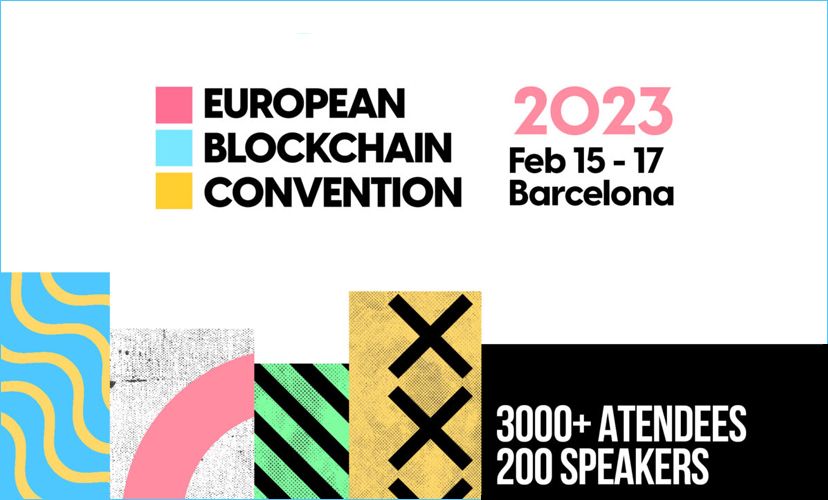 EUROPEAN
BLOCKCHAIN
CONVENTION
2023
Feb 15 - 17
Barcelona
3000+ ATENDEES
200 SPEAKERS